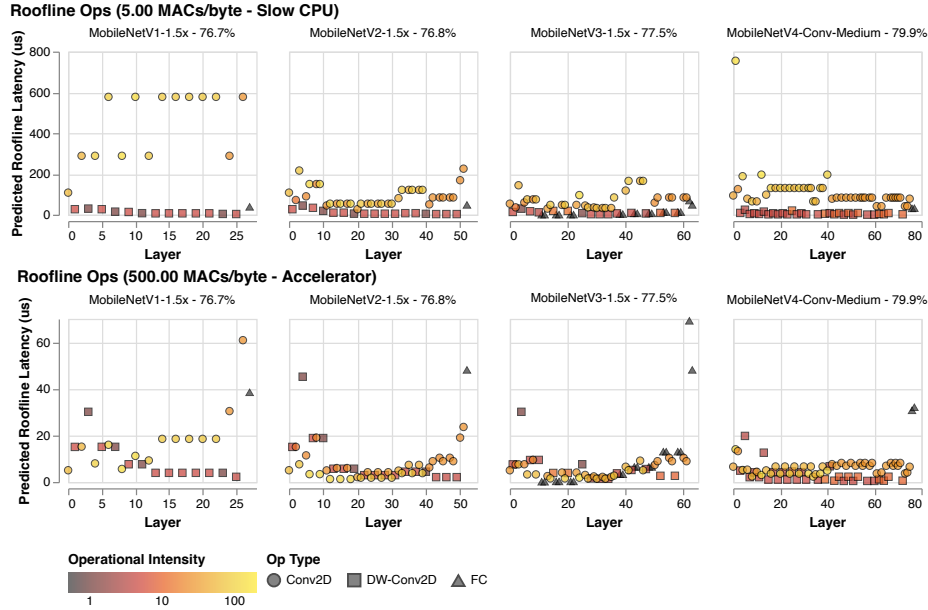 Roofline Ops (5.00 MACs/byte - Slow CPU)
MobileNetV1-1.5x - 76.7%
MobileNetV2-1.5x - 76.8%
MobileNetV3-1.5x - 77.5%
MobileNetV4-Conv-Medium - 79.9%
Predicted Roofline Latency (us)
800
600
400
200
0
0 5 10 15 20 25
0 10 20 30 40 50
0 20 40 60
0 20 40 60 80
Layer Layer Layer Layer
Roofline Ops (500.00 MACs/byte - Accelerator)
MobileNetV1-1.5x - 76.7%
MobileNetV2-1.5x - 76.8%
MobileNetV3-1.5x - 77.5%
MobileNetV4-Conv-Medium - 79.9%
Predicted Roofline Latency (us)
60
40
20
0
0 5 10 15 20 25
0 10 20 30 40 50
0 20 40 60
0 20 40 60 80
Layer Layer Layer Layer
Operational Intensity
1 10 100
Op Type
Conv2D DW-Conv2D FC